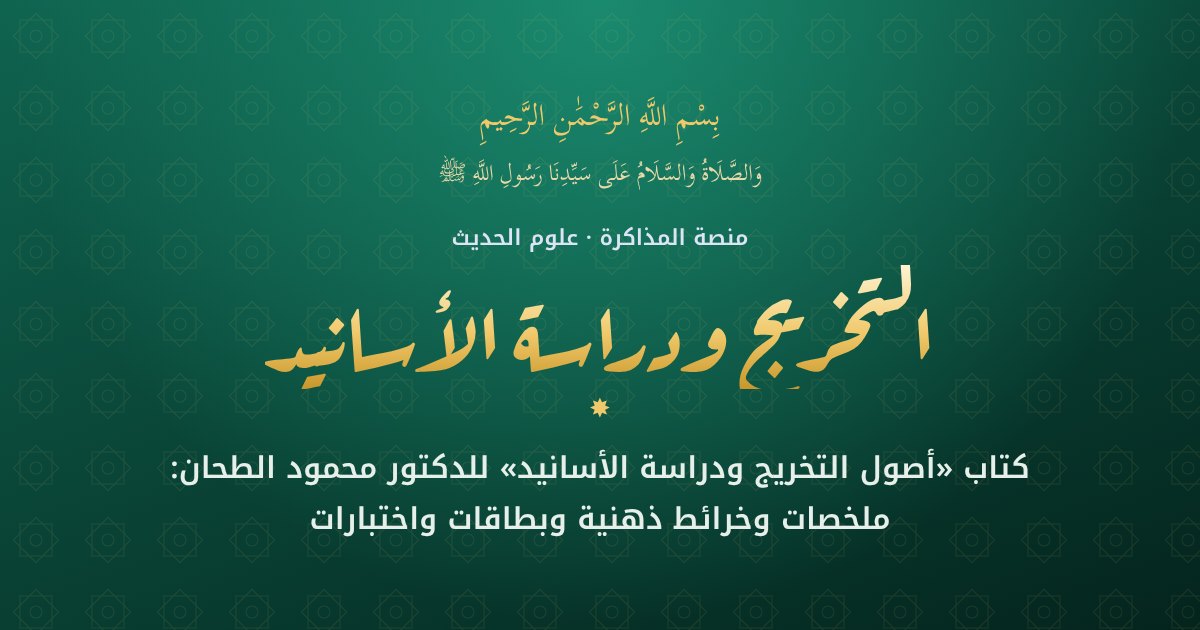 بِسْمِ اللَّهِ الرَّحْمَٰنِ الرَّحِيمِ
وَالصَّلَاةُ وَالسَّلَامُ عَلَى سَيِّدِنَا رَسُولِ اللَّهِ ﷺ
منصة المذاكرة · علوم الحديث
التخريج ودراسة الأسانيد
كتاب «أصول التخريج ودراسة الأسانيد» للدكتور محمود الطحان:
ملخصات وخرائط ذهنية وبطاقات واختبارات